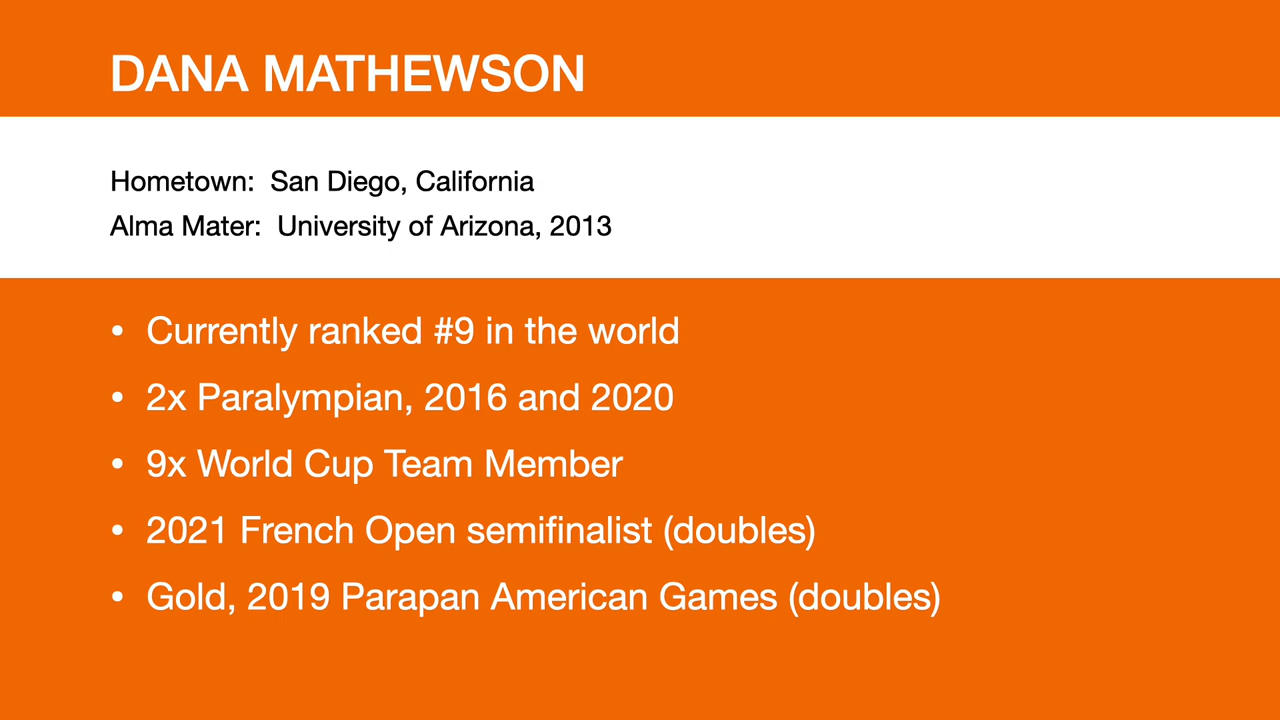 DANA MATHEWSON
Hometown: San Diego, California
Alma Mater: University of Arizona, 2013
• Currently ranked #9 in the world
• 2x Paralympian, 2016 and 2020
• 9x World Cup Team Member
• 2021 French Open semifinalist (doubles)
• Gold, 2019 Parapan American Games (doubles)